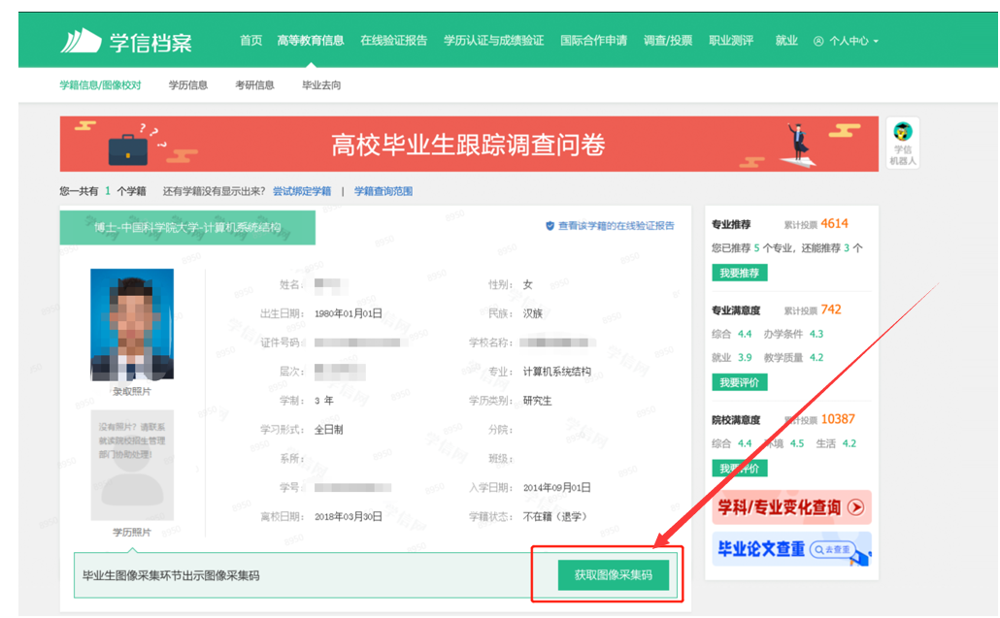 学信档案
首页 高等教育信息 在线验证报告 学历认证与成绩验证 国际合作申请 调查/投票 职业测评 就业 个人中心
学籍信息/图像校对 学历信息 考研信息 毕业去向
高校毕业生跟踪调查问卷
学信
机器人
您一共有 1 个学籍 还有学籍没有显示出来? 尝试绑定学籍 | 学籍查询范围
博士-中国科学院大学-计算机系统结构
查看该学籍的在线验证报告
姓名:
性别: 女
出生日期: 1980年01月01日
民族: 汉族
证件号码:
学校名称:
层次:
专业: 计算机系统结构
学制: 3 年
学历类别: 研究生
学习形式: 全日制
分院:
系所:
班级:
学号:
入学日期: 2014年09月01日
离校日期: 2018年03月30日
学籍状态: 不在籍(退学)
录取照片
没有照片? 请联系
就读院校招生管理
部门协助处理!
学历照片
毕业生图像采集环节出示图像采集码
获取图像采集码
专业推荐 累计投票 4614
您已推荐 5 个专业, 还能推荐 3 个
我要推荐
专业满意度 累计投票 742
综合 4.4 办学条件 4.3
就业 3.9 教学质量 4.2
我要评价
院校满意度 累计投票 10387
综合 4.4 环境 4.5 生活 4.2
我要评价
学科/专业变化查询
毕业论文查重 去查重